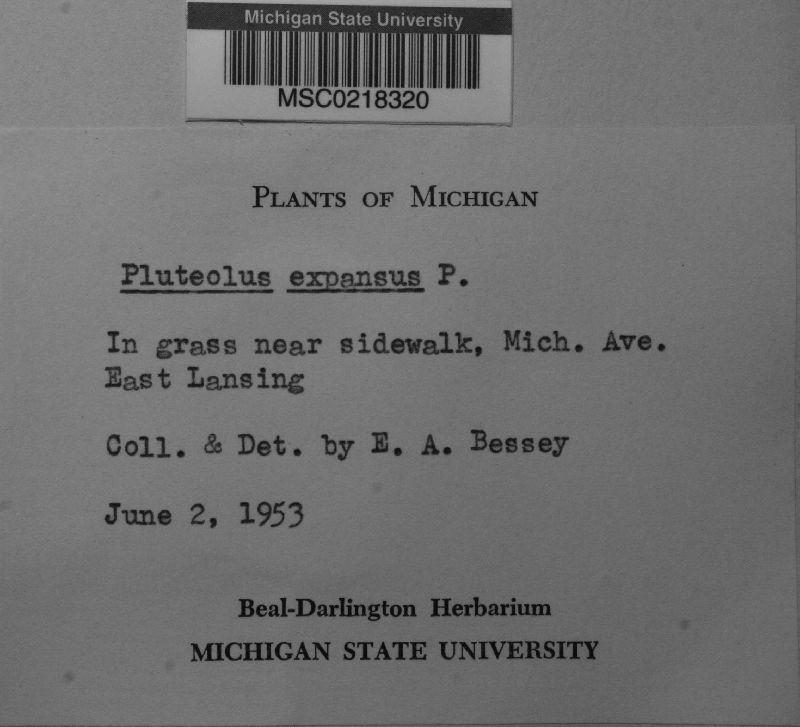 Michigan State University
MSC0218320
PLANTS OF MICHIGAN
Pluteolus expansus P.
In grass near sidewalk, Mich. Ave.
East Lansing
Coll. & Det. by E. A. Bessey
June 2, 1953
Beal-Darlington Herbarium
MICHIGAN STATE UNIVERSITY